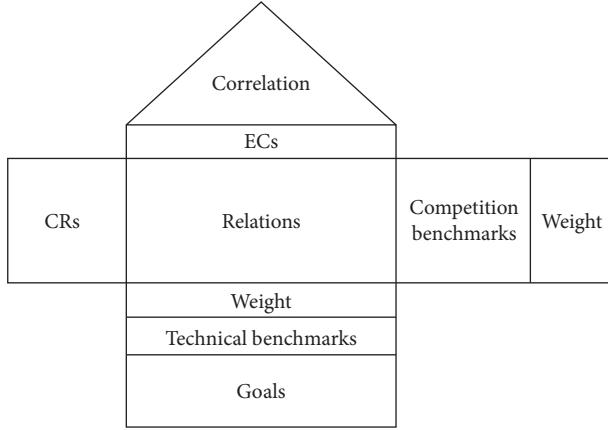 Correlation
ECs
CRs
Relations
Competition
benchmarks
Weight
Weight
Technical benchmarks
Goals